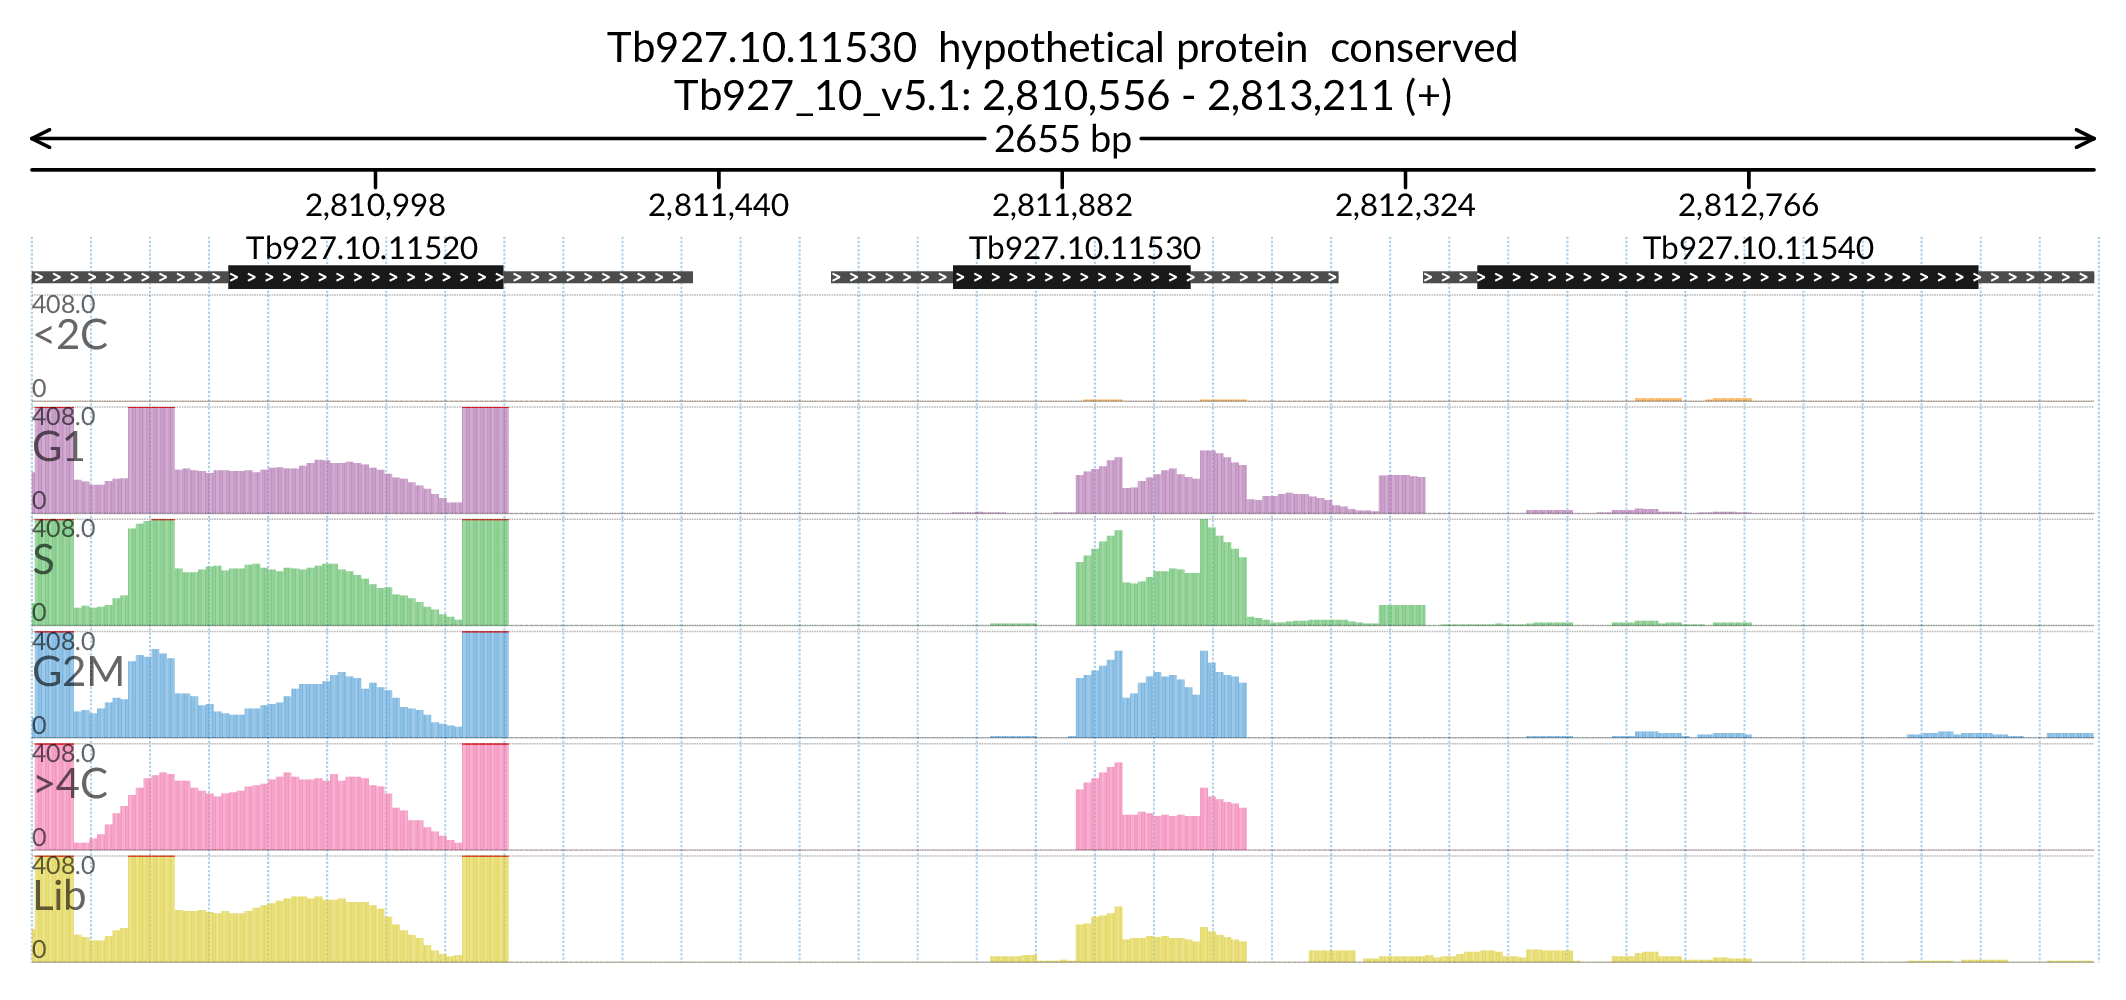 Tb927.10.11530 hypothetical protein conserved
Tb927_10_v5.1: 2,810,556 - 2,813,211 (+)
2655 bp
2,810,998 2,811,440 2,811,882 2,812,324 2,812,766
Tb927.10.11520 Tb927.10.11530 Tb927.10.11540
408.0
<2C
0
408.0
G1
0
408.0
S
0
408.0
G2M
0
408.0
>4C
0
408.0
Lib
0